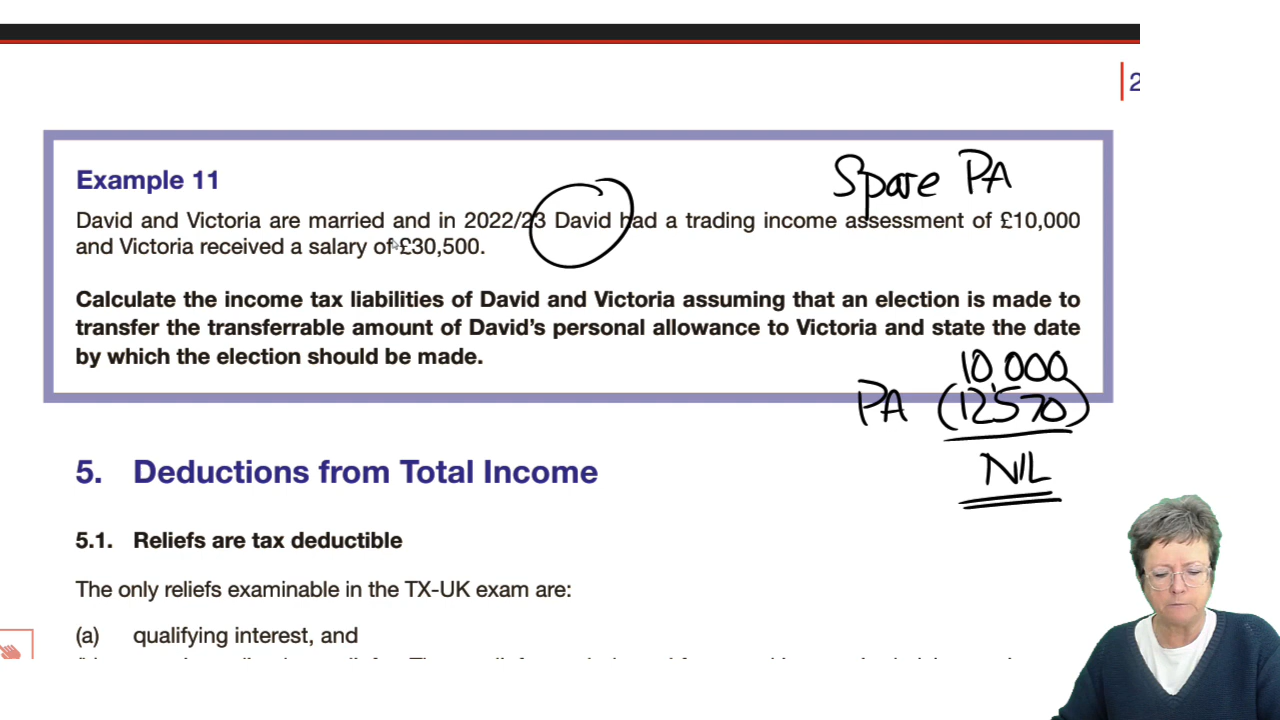 2
Spare PA
Example 11
David and Victoria are married and in 2022/23 David had a trading income assessment of £10,000
and Victoria received a salary of £30,500.
Calculate the income tax liabilities of David and Victoria assuming that an election is made to
transfer the transferrable amount of David's personal allowance to Victoria and state the date
by which the election should be made.
10,000
PA (12,570)
NIL
5. Deductions from Total Income
5.1. Reliefs are tax deductible
The only reliefs examinable in the TX-UK exam are:
(a) qualifying interest, and